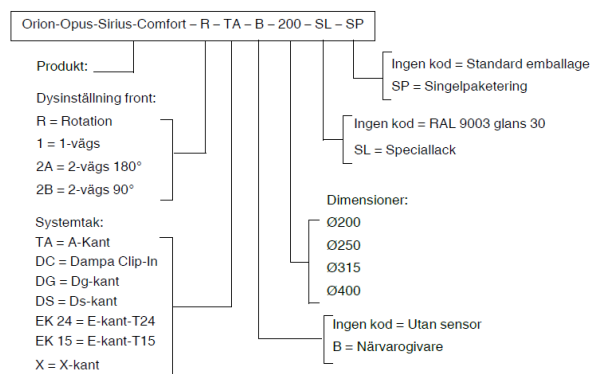 Orion-Opus-Sirius-Comfort – R – TA – B – 200 – SL – SP
Produkt:
Dysinställning front:
R = Rotation
1 = 1-vägs
2A = 2-vägs 180°
2B = 2-vägs 90°
Systemtak:
TA = A-Kant
DC = Dampa Clip-In
DG = Dg-kant
DS = Ds-kant
EK 24 = E-kant-T24
EK 15 = E-kant-T15
X = X-kant
Ingen kod = Standard emballage
SP = Singelpaketering
Ingen kod = RAL 9003 glans 30
SL = Speciallack
Dimensioner:
Ø200
Ø250
Ø315
Ø400
Ingen kod = Utan sensor
B = Närvarogivare